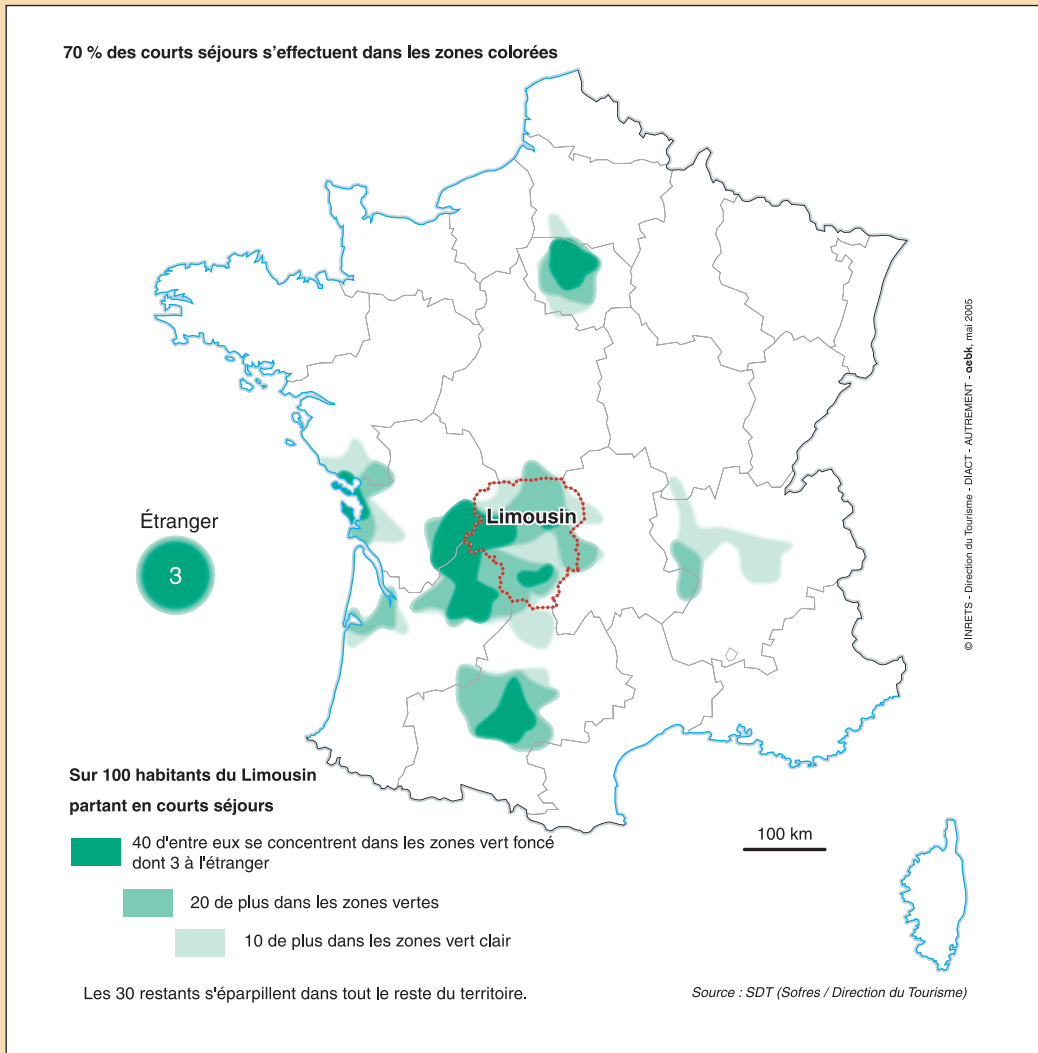 70 % des courts séjours s'effectuent dans les zones colorées
Limousin
Étranger
3
© INRETS - Direction du Tourisme - DIACT - AUTREMENT - oebk, mai 2005
Sur 100 habitants du Limousin
partant en courts séjours
40 d'entre eux se concentrent dans les zones vert foncé
dont 3 à l'étranger
20 de plus dans les zones vertes
10 de plus dans les zones vert clair
Les 30 restants s'éparpillent dans tout le reste du territoire.
100 km
Source : SDT (Sofres / Direction du Tourisme)